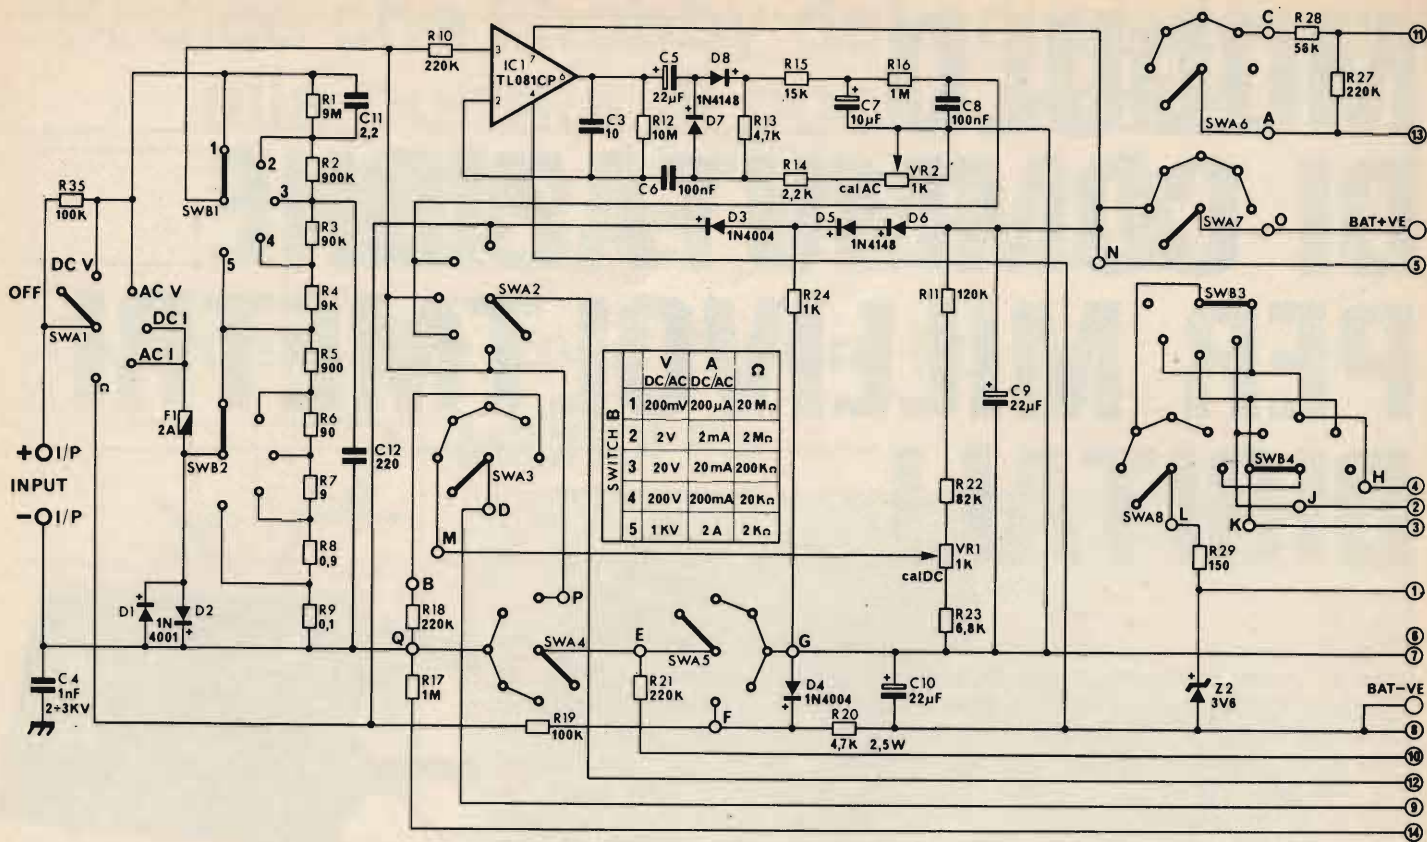 R10
220K
3
7
IC1
TL081CP
6
2
4
C5
+
22µF
D8
+
1N4148
D7
+
C3
10
R12
10M
R13
4,7K
C6
100nF
R15
15K
R16
1M
C7
+
10µF
C8
100nF
R14
2,2K
VR2
1K
cal AC
C
R28
56K
11
R27
220K
SWA6
A
13
R1
9M
C11
2,2
R2
900K
R3
90K
R4
9K
R5
900
R6
90
R7
9
R8
0,9
R9
0,1
1
2
3
4
5
SWB1
SWB2
R35
100K
DC V
OFF
AC V
DC I
AC I
SWA1
Ω
F1
2A
+ I/P
INPUT
- I/P
C4
1nF
2÷3KV
D1
+
1N
4001
D2
+
C12
220
+
D3
1N4004
D5
D6
+
+
1N4148
R24
1K
R11
120K
SWA2
SWA3
D
M
B
R18
220K
Q
R17
1M
P
SWA4
E
R21
220K
SWA5
F
R19
100K
G
D4
1N4004
+
R20
4,7K 2,5W
+
C10
22µF
+
C9
22µF
R22
82K
VR1
1K
calDC
R23
6,8K
SWITCH B
V A Ω
DC/AC DC/AC
1 200mV 200µA 20MΩ
2 2V 2mA 2MΩ
3 20V 20mA 200KΩ
4 200V 200mA 20KΩ
5 1KV 2A 2KΩ
SWA7
O
BAT+VE
N
5
SWB3
SWB4
SWA8
L
H
J
K
4
2
3
R29
150
1
6
7
+
Z2
3V6
BAT-VE
8
10
12
9
14